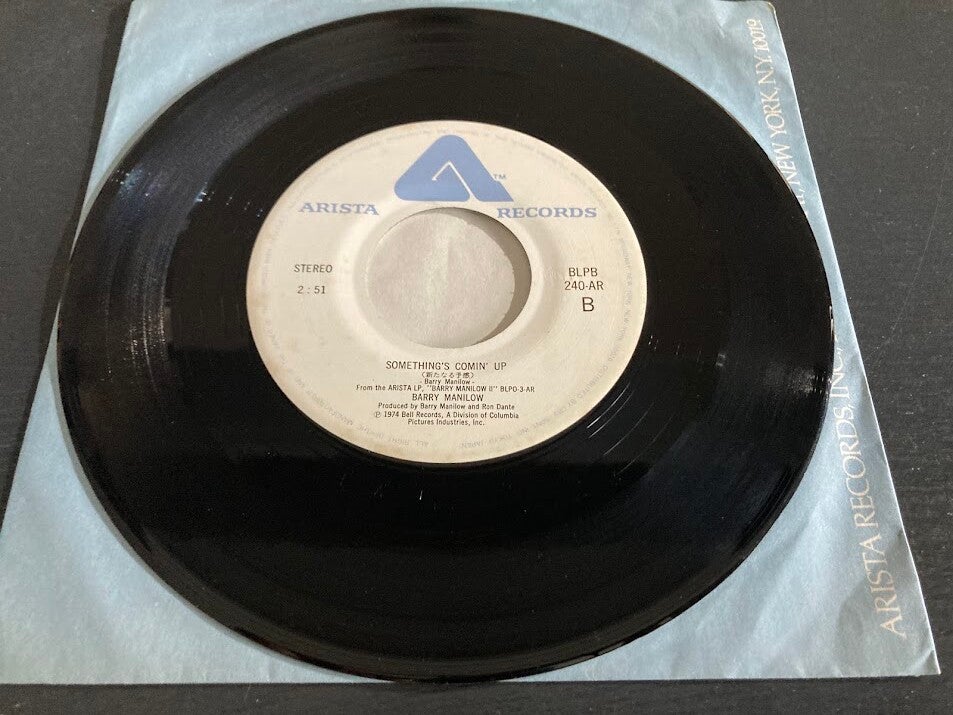 ARISTA RECORDS
TM
STEREO
2:51
BLPB
240-AR
B
SOMETHING'S COMIN' UP
(新たなる予感)
- Barry Manilow -
From the ARISTA LP, "BARRY MANILOW II" BLPO-3-AR
BARRY MANILOW
Produced by Barry Manilow and Ron Dante
Ⓟ 1974 Bell Records, A Division of Columbia
Pictures Industries, Inc.
ARISTA RECORDS, INC.
NEW YORK, N.Y. 10019